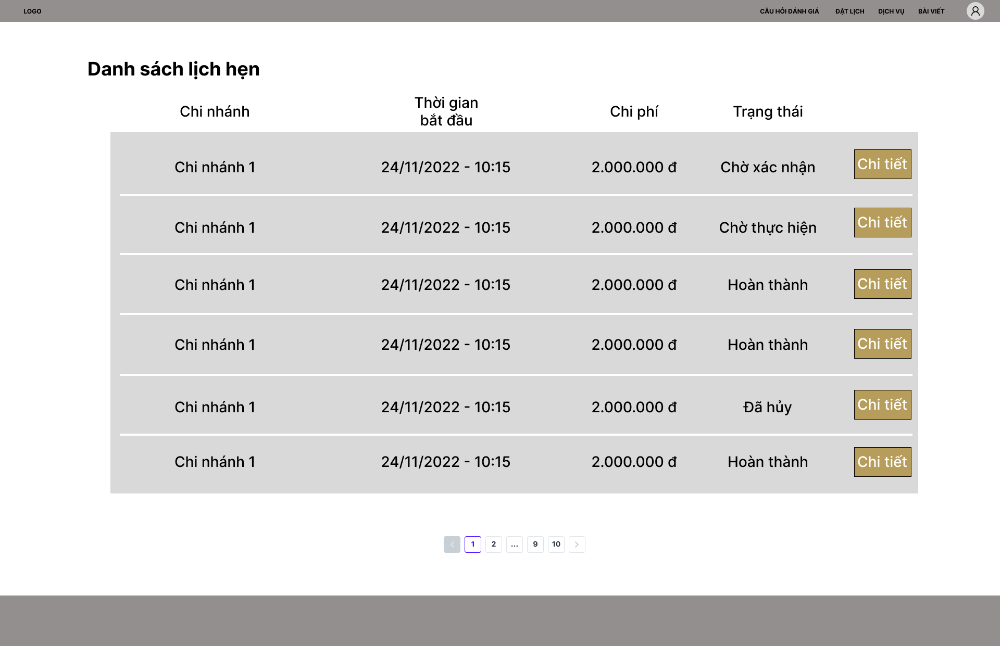 LOGO
CÂU HỎI ĐÁNH GIÁ
ĐẶT LỊCH
DỊCH VỤ
BÀI VIẾT
Danh sách lịch hẹn
Chi nhánh
Thời gian
bắt đầu
Chi phí
Trạng thái
Chi nhánh 1 24/11/2022 - 10:15 2.000.000 đ Chờ xác nhận Chi tiết
Chi nhánh 1 24/11/2022 - 10:15 2.000.000 đ Chờ thực hiện Chi tiết
Chi nhánh 1 24/11/2022 - 10:15 2.000.000 đ Hoàn thành Chi tiết
Chi nhánh 1 24/11/2022 - 10:15 2.000.000 đ Hoàn thành Chi tiết
Chi nhánh 1 24/11/2022 - 10:15 2.000.000 đ Đã hủy Chi tiết
Chi nhánh 1 24/11/2022 - 10:15 2.000.000 đ Hoàn thành Chi tiết
1 2 ... 9 10